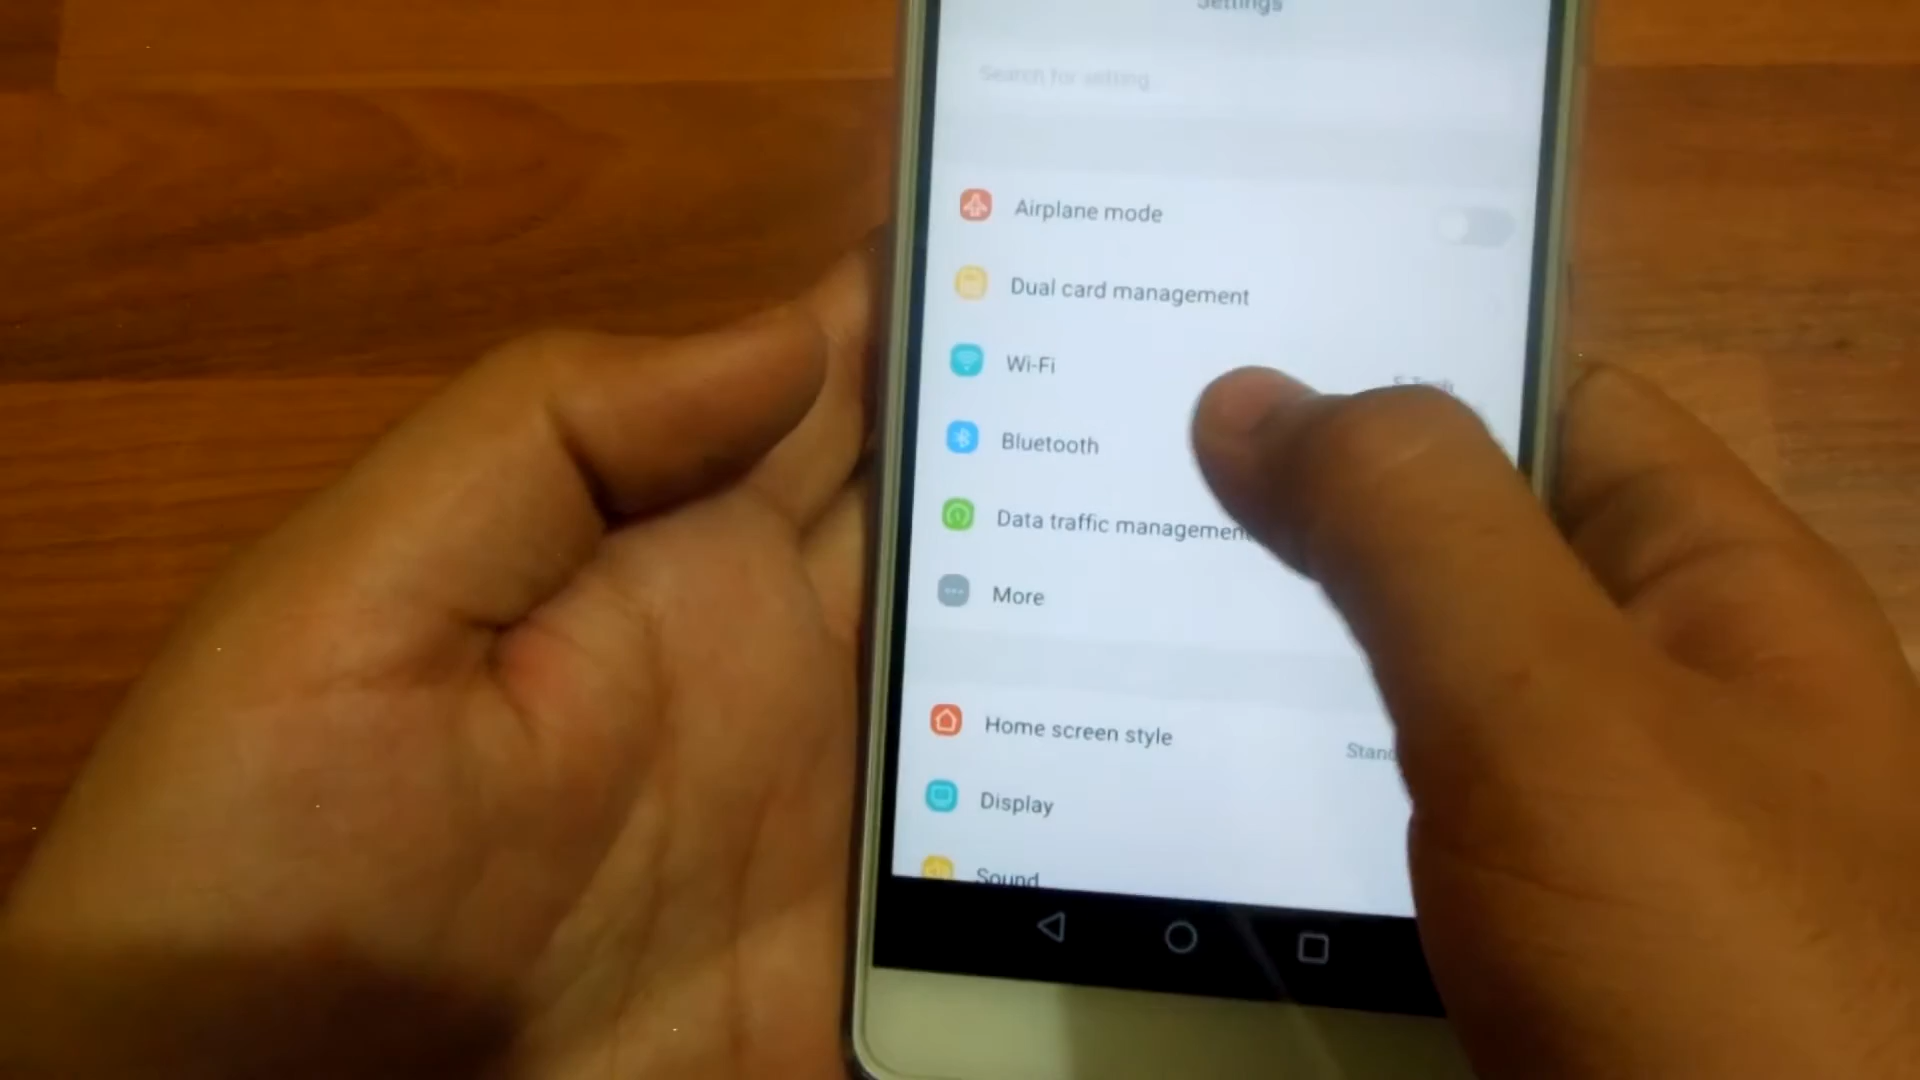 Settings
Search for setting
Airplane mode
Dual card management
Wi-Fi
Bluetooth
Data traffic management
More
Home screen style
Stand
Display
Sound